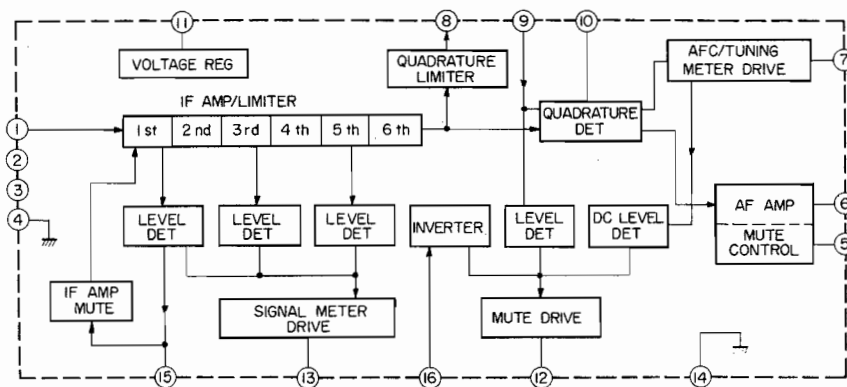 11
8
9
10
VOLTAGE REG
QUADRATURE
LIMITER
AFC/TUNING
METER DRIVE
7
IF AMP/LIMITER
1
1st 2nd 3rd 4th 5th 6th
QUADRATURE
DET
2
3
4
LEVEL
DET
LEVEL
DET
LEVEL
DET
INVERTER
LEVEL
DET
DC LEVEL
DET
AF AMP
MUTE
CONTROL
6
5
IF AMP
MUTE
SIGNAL METER
DRIVE
MUTE DRIVE
15
13
16
12
14